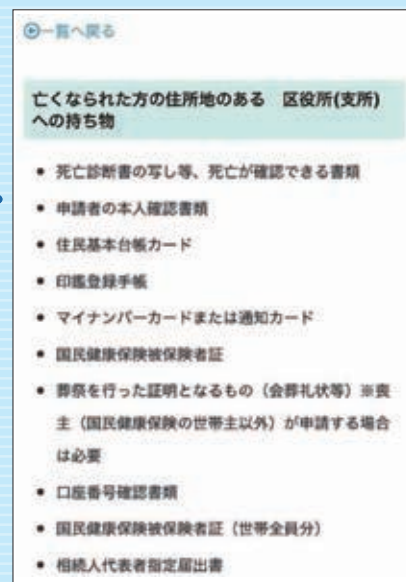 一覧へ戻る
亡くなられた方の住所地のある　区役所(支所)
への持ち物
• 死亡診断書の写し等、死亡が確認できる書類
• 申請者の本人確認書類
• 住民基本台帳カード
• 印鑑登録手帳
• マイナンバーカードまたは通知カード
• 国民健康保険被保険者証
• 葬祭を行った証明となるもの（会葬礼状等）※喪
主（国民健康保険の世帯主以外）が申請する場合
は必要
• 口座番号確認書類
• 国民健康保険被保険者証（世帯全員分）
• 相続人代表者指定届出書